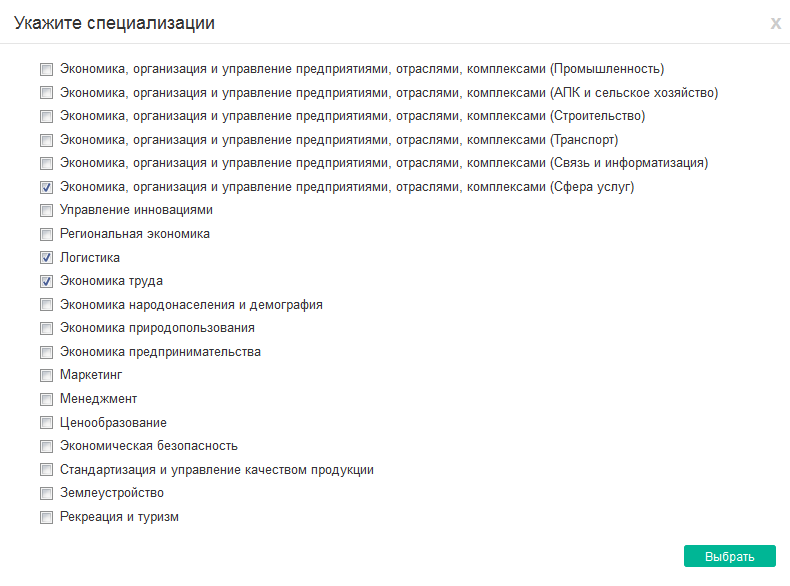 Укажите специализации
x
Экономика, организация и управление предприятиями, отраслями, комплексами (Промышленность)
Экономика, организация и управление предприятиями, отраслями, комплексами (АПК и сельское хозяйство)
Экономика, организация и управление предприятиями, отраслями, комплексами (Строительство)
Экономика, организация и управление предприятиями, отраслями, комплексами (Транспорт)
Экономика, организация и управление предприятиями, отраслями, комплексами (Связь и информатизация)
Экономика, организация и управление предприятиями, отраслями, комплексами (Сфера услуг)
Управление инновациями
Региональная экономика
Логистика
Экономика труда
Экономика народонаселения и демография
Экономика природопользования
Экономика предпринимательства
Маркетинг
Менеджмент
Ценообразование
Экономическая безопасность
Стандартизация и управление качеством продукции
Землеустройство
Рекреация и туризм
Выбрать